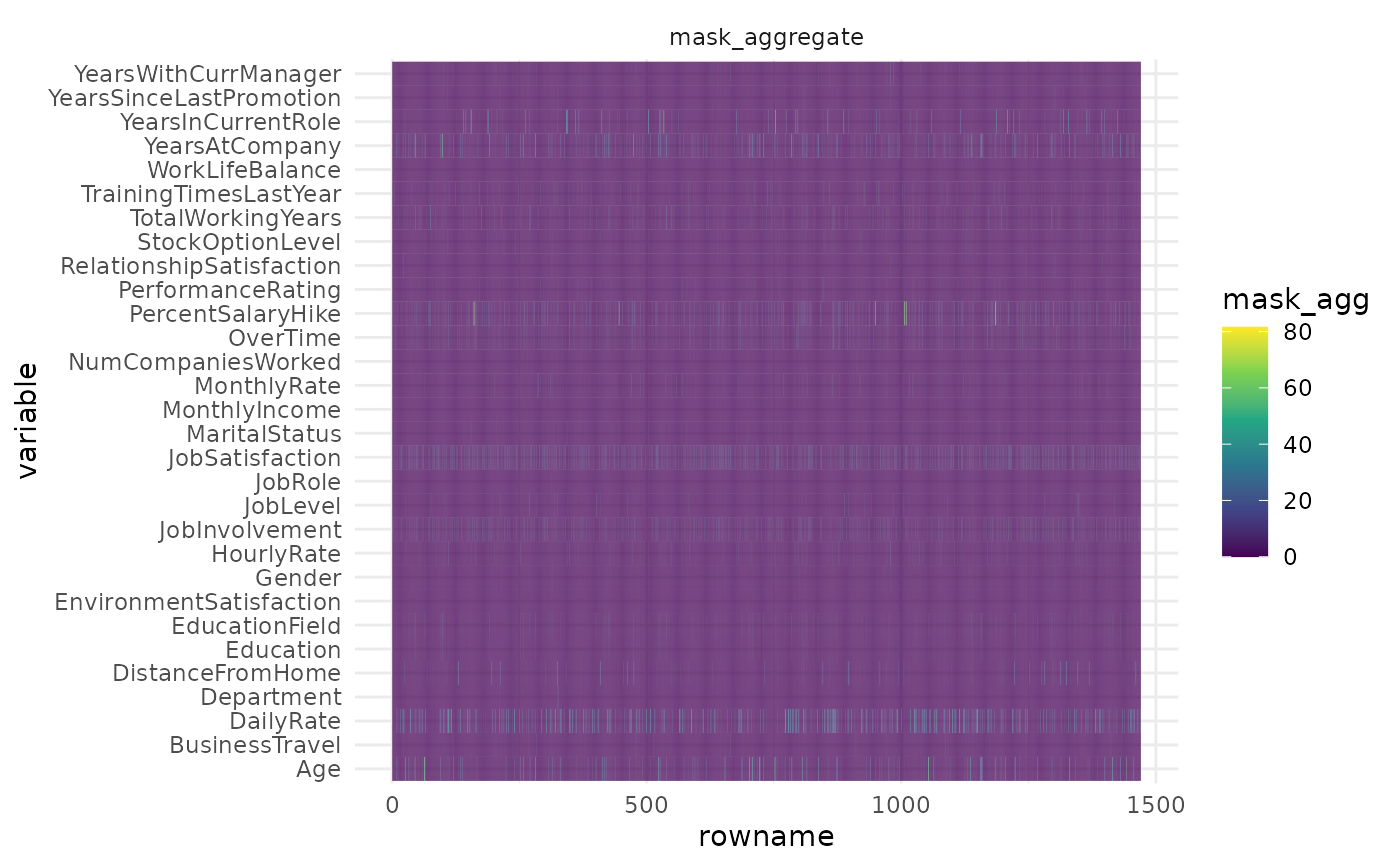 mask_aggregate
YearsWithCurrManager
YearsSinceLastPromotion
YearsInCurrentRole
YearsAtCompany
WorkLifeBalance
TrainingTimesLastYear
TotalWorkingYears
StockOptionLevel
RelationshipSatisfaction
PerformanceRating
PercentSalaryHike
OverTime
NumCompaniesWorked
MonthlyRate
MonthlyIncome
MaritalStatus
JobSatisfaction
JobRole
JobLevel
JobInvolvement
HourlyRate
Gender
EnvironmentSatisfaction
EducationField
Education
DistanceFromHome
Department
DailyRate
BusinessTravel
Age
variable
0 500 1000 1500
rowname
mask_agg
80
60
40
20
0